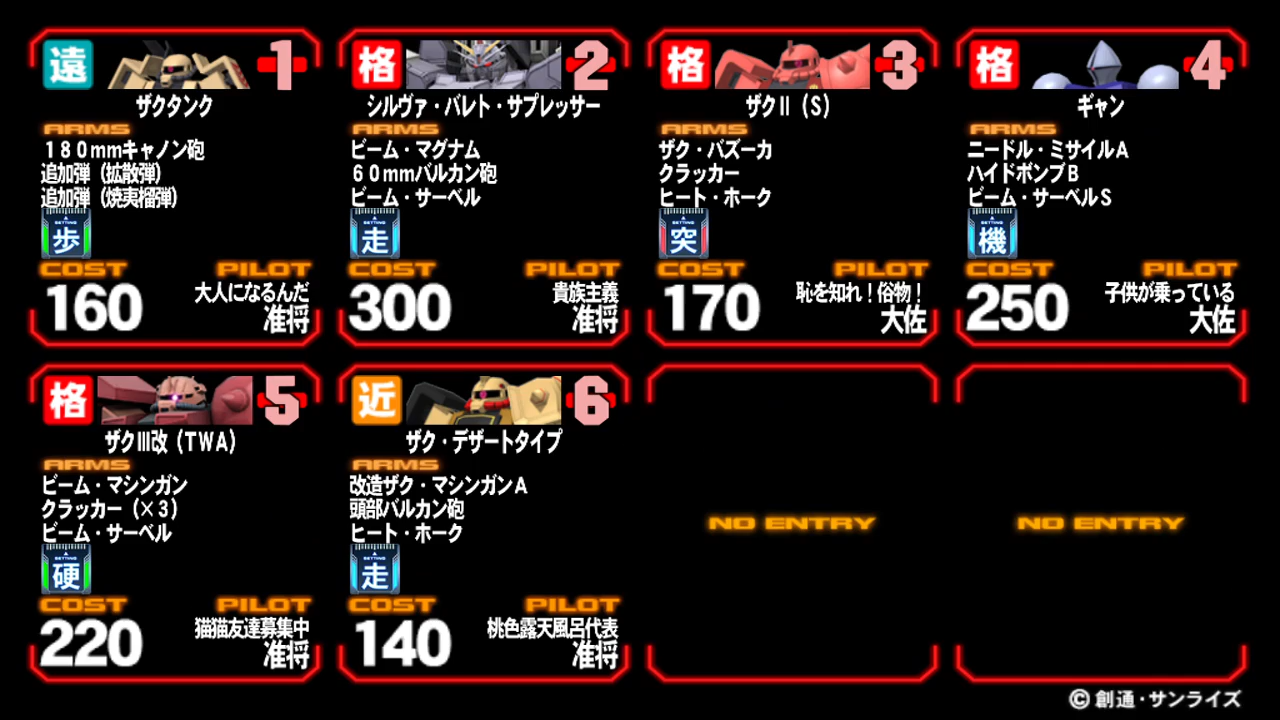 遠
1
ザクタンク
ARMS
180mmキャノン砲
追加弾（拡散弾）
追加弾（焼夷榴弾）
SETTING
歩
COST
PILOT
160
大人になるんだ
准将
格
2
シルヴァ・バレト・サプレッサー
ARMS
ビーム・マグナム
60mmバルカン砲
ビーム・サーベル
SETTING
走
COST
PILOT
300
貴族主義
准将
格
3
ザクⅡ（S）
ARMS
ザク・バズーカ
クラッカー
ヒート・ホーク
SETTING
突
COST
PILOT
170
恥を知れ！俗物！
大佐
格
4
ギャン
ARMS
ニードル・ミサイルA
ハイドボンブB
ビーム・サーベルS
SETTING
機
COST
PILOT
250
子供が乗っている
大佐
格
5
ザクⅢ改（TWA）
ARMS
ビーム・マシンガン
クラッカー（×3）
ビーム・サーベル
SETTING
硬
COST
PILOT
220
猫猫友達募集中
准将
近
6
ザク・デザートタイプ
ARMS
改造ザク・マシンガンA
頭部バルカン砲
ヒート・ホーク
SETTING
走
COST
PILOT
140
桃色露天風呂代表
准将
NO ENTRY
NO ENTRY
©創通・サンライズ